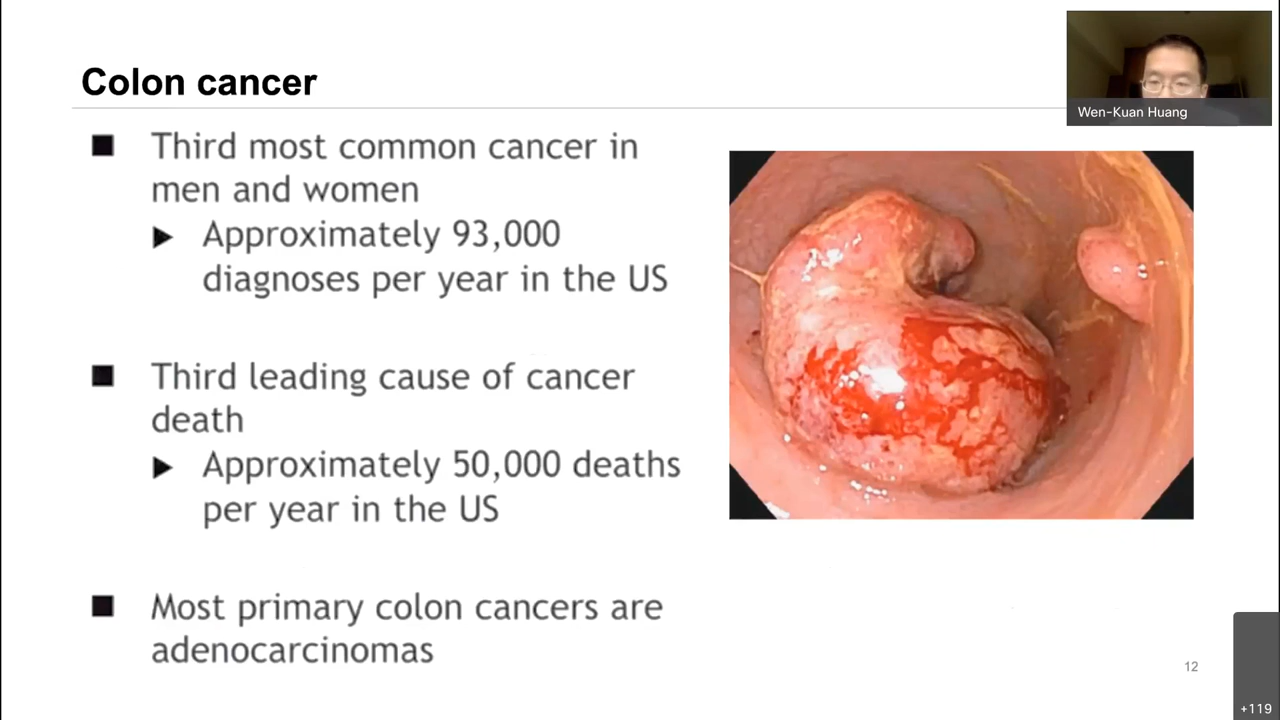 Colon cancer
Wen-Kuan Huang
■ Third most common cancer in
men and women
► Approximately 93,000
diagnoses per year in the US
■ Third leading cause of cancer
death
► Approximately 50,000 deaths
per year in the US
■ Most primary colon cancers are
adenocarcinomas
12
+119